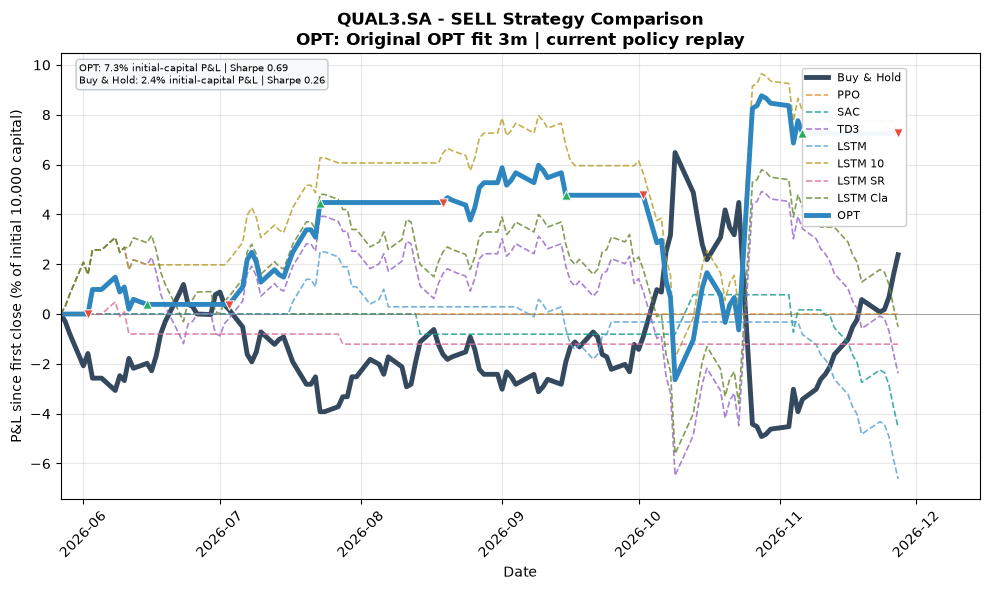 QUAL3.SA - SELL Strategy Comparison
OPT: Original OPT fit 3m | current policy replay
OPT: 7.3% initial-capital P&L | Sharpe 0.69
Buy & Hold: 2.4% initial-capital P&L | Sharpe 0.26
Buy & Hold
PPO
SAC
TD3
LSTM
LSTM 10
LSTM SR
LSTM Cla
OPT
P&L since first close (% of initial 10,000 capital)
10
8
6
4
2
0
−2
−4
−6
2026-06
2026-07
2026-08
2026-09
2026-10
2026-11
2026-12
Date